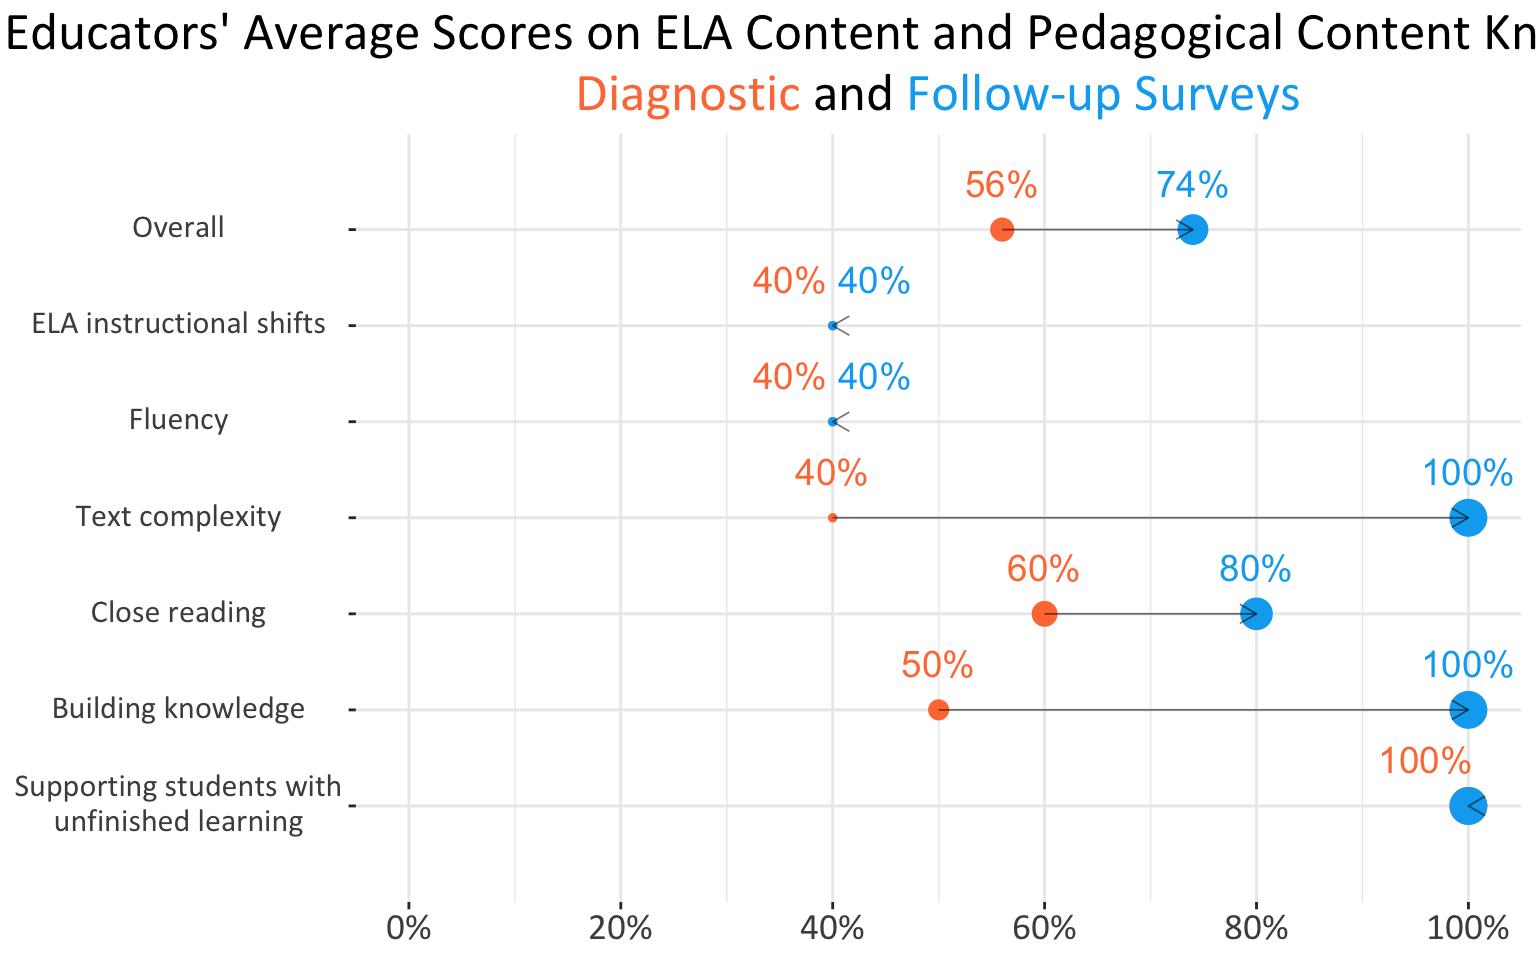 Educators' Average Scores on ELA Content and Pedagogical Content Kn
Diagnostic and Follow-up Surveys
56% 74%
Overall
40% 40%
ELA instructional shifts
40% 40%
Fluency
40% 100%
Text complexity
60% 80%
Close reading
50% 100%
Building knowledge
100%
Supporting students with
unfinished learning
0% 20% 40% 60% 80% 100%